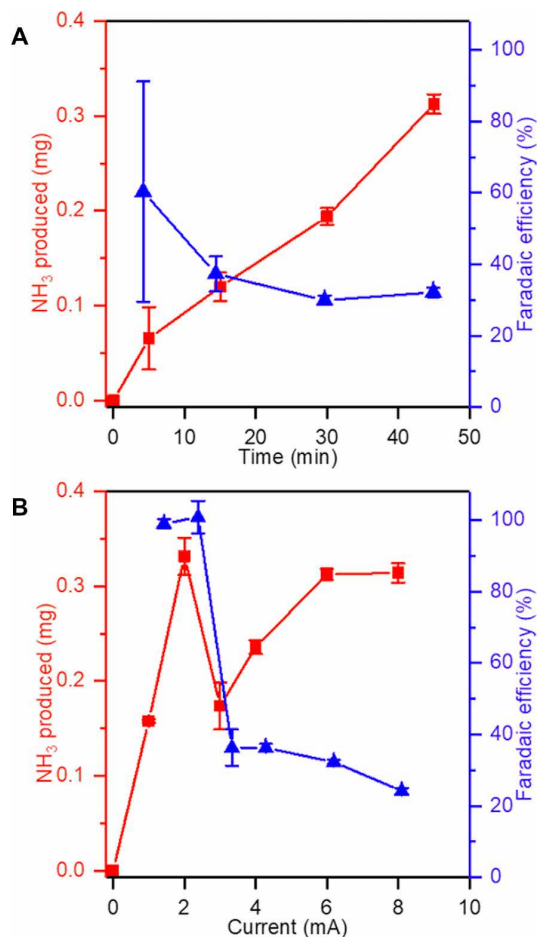 A
0.4
0.3
0.2
0.1
0.0
NH₃ produced (mg)
100
80
60
40
20
0
Faradaic efficiency (%)
0 10 20 30 40 50
Time (min)
B
0.4
0.3
0.2
0.1
0.0
NH₃ produced (mg)
100
80
60
40
20
0
Faradaic efficiency (%)
0 2 4 6 8 10
Current (mA)